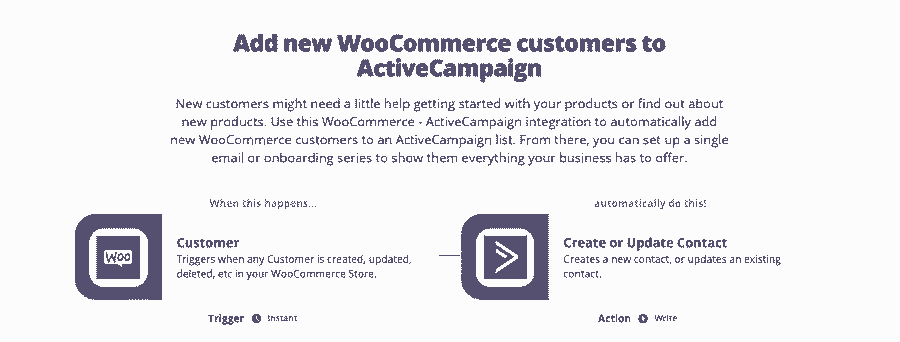 Add new WooCommerce customers to
ActiveCampaign
New customers might need a little help getting started with your products or find out about
new products. Use this WooCommerce - ActiveCampaign integration to automatically add
new WooCommerce customers to an ActiveCampaign list. From there, you can set up a single
email or onboarding series to show them everything your business has to offer.
When this happens...
automatically do this!
Woo
Customer
Triggers when any Customer is created, updated,
deleted, etc in your WooCommerce Store.
Create or Update Contact
Creates a new contact, or updates an existing
contact.
Trigger Instant
Action Write